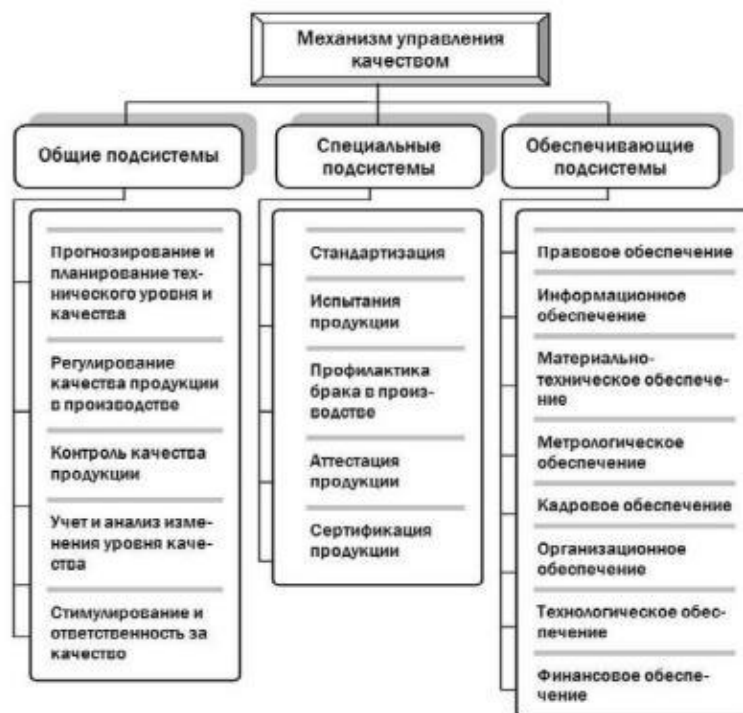 Механизм управления
качеством
Общие подсистемы
Прогнозирование и
планирование тех-
нического уровня и
качества
Регулирование
качества продукции
в производстве
Контроль качества
продукции
Учет и анализ изме-
нения уровня каче-
ства
Стимулирование и
ответственность за
качество
Специальные
подсистемы
Стандартизация
Испытания
продукции
Профилактика
брака в произ-
водстве
Аттестация
продукции
Сертификация
продукции
Обеспечивающие
подсистемы
Правовое обеспечение
Информационное
обеспечение
Материально-
техническое обеспече-
ние
Метрологическое
обеспечение
Кадровое обеспечение
Организационное
обеспечение
Технологическое обес-
печение
Финансовое обеспе-
чение